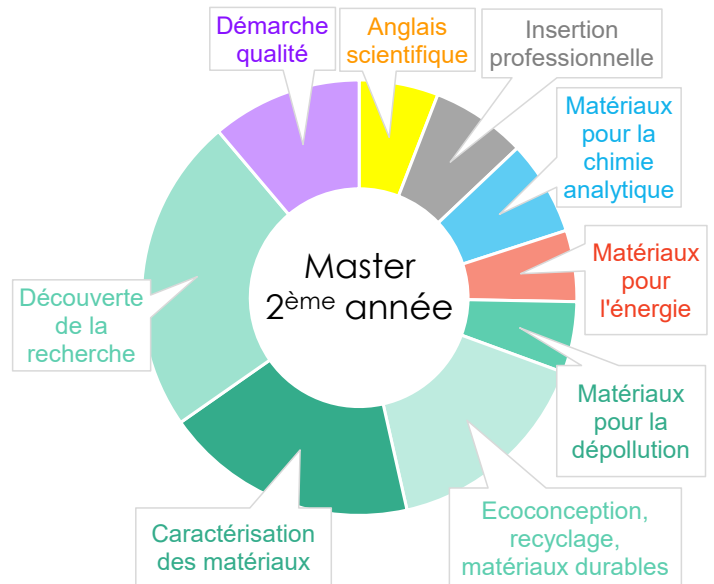 Démarche
qualité
Anglais
scientifique
Insertion
professionnelle
Matériaux
pour la
chimie
analytique
Matériaux
pour
l'énergie
Matériaux
pour la
dépollution
Ecoconception,
recyclage,
matériaux durables
Caractérisation
des matériaux
Découverte
de la
recherche
Master
2ème année